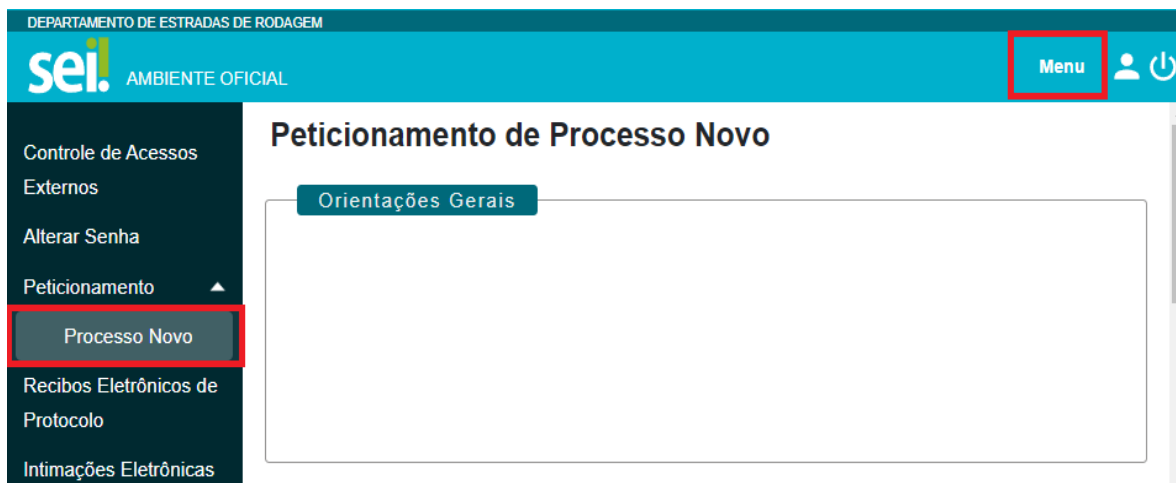 DEPARTAMENTO DE ESTRADAS DE RODAGEM
sei! AMBIENTE OFICIAL
Menu
Controle de Acessos
Externos
Alterar Senha
Peticionamento
Processo Novo
Recibos Eletrônicos de
Protocolo
Intimações Eletrônicas
Peticionamento de Processo Novo
Orientações Gerais